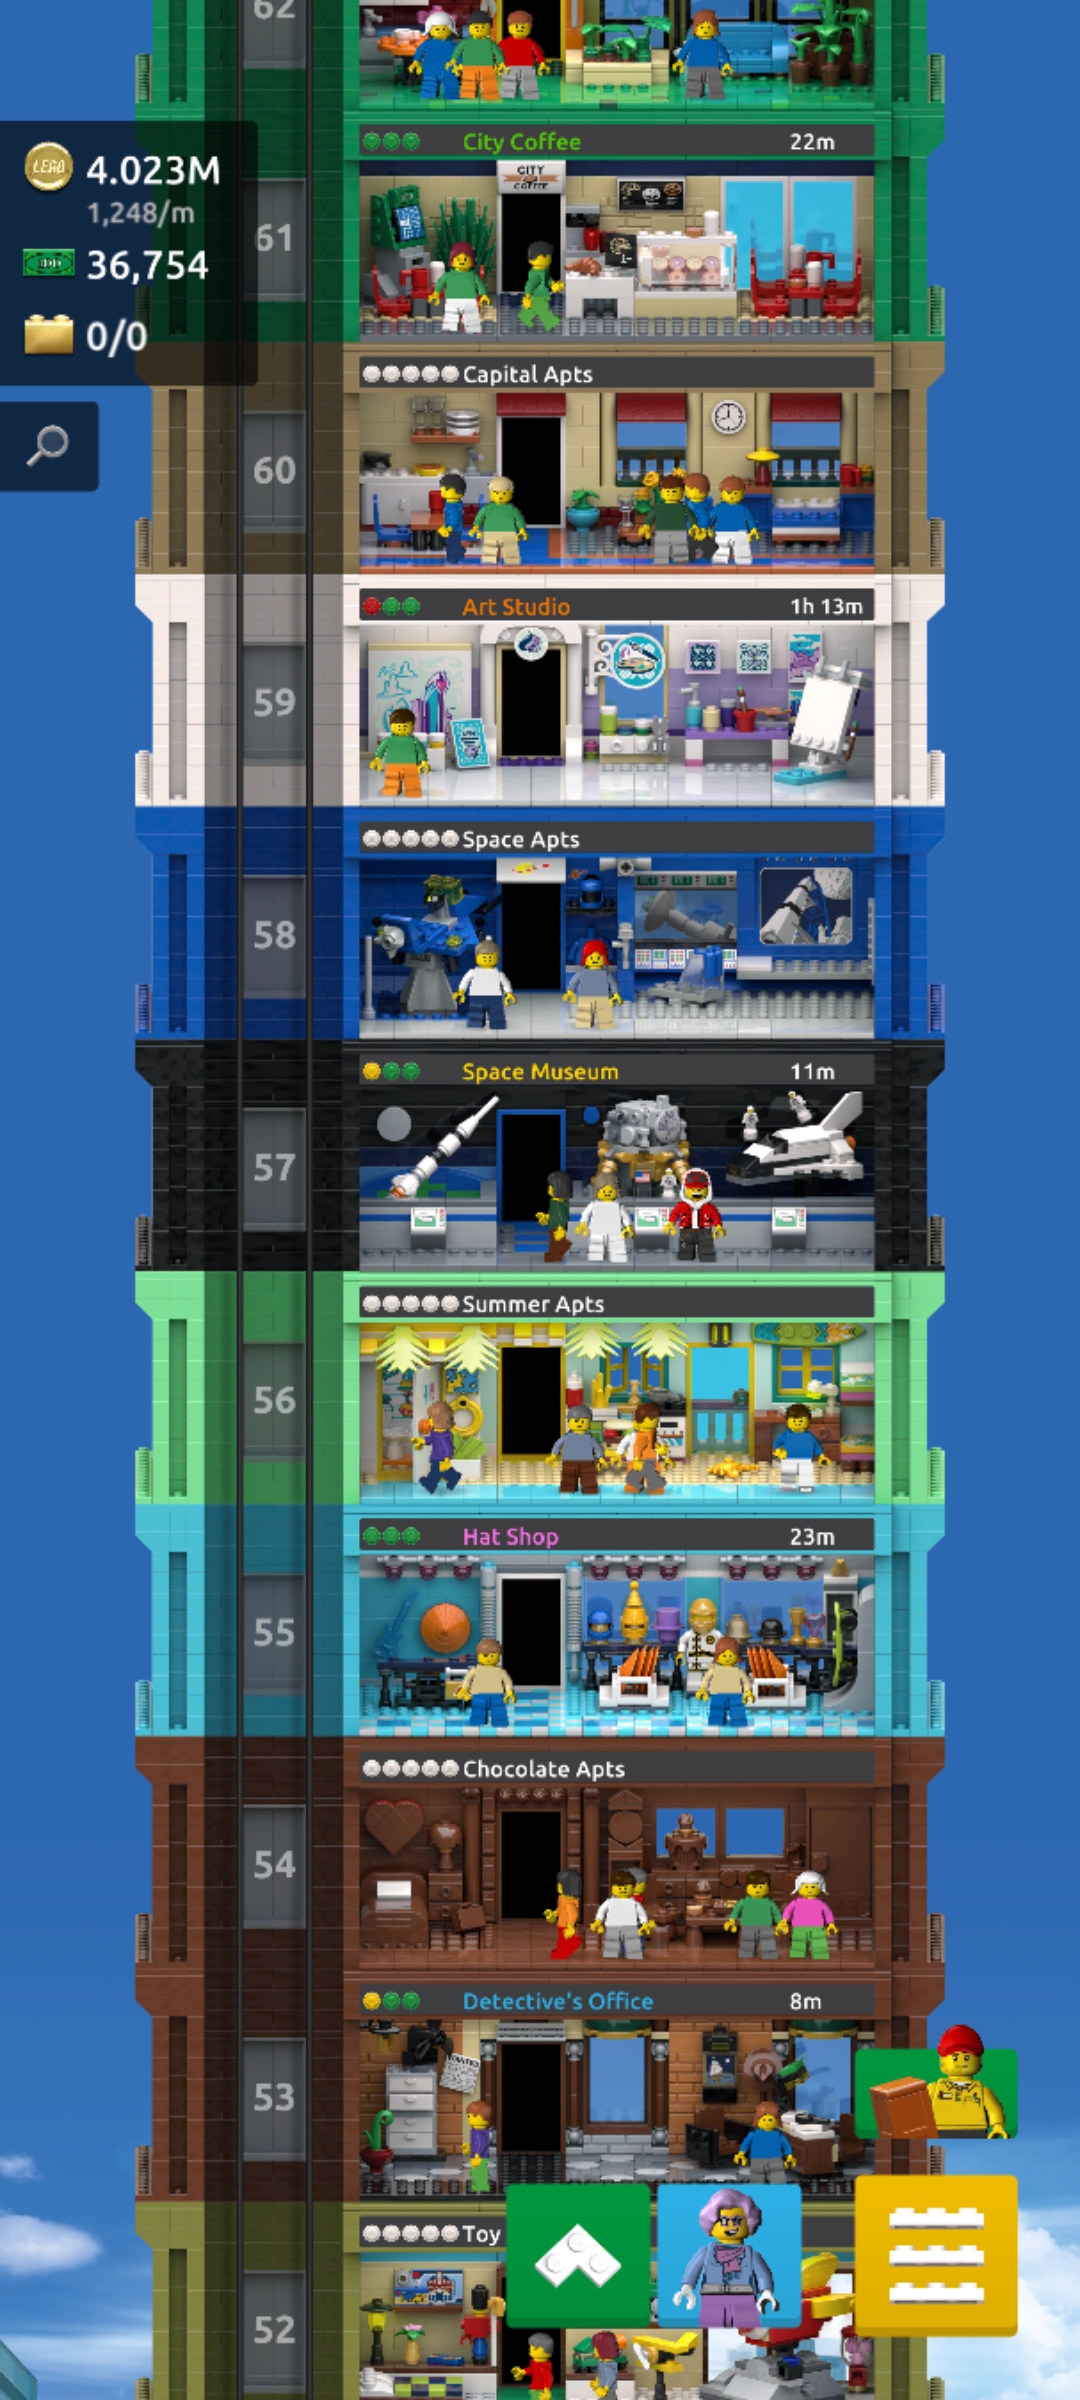 62
City Coffee 22m
4.023M
1,248/m
36,754
0/0
61
CITY
COFFEE
Capital Apts
60
Art Studio 1h 13m
59
Space Apts
58
Space Museum 11m
57
Summer Apts
56
Hat Shop 23m
55
Chocolate Apts
54
Detective's Office 8m
53
Toy
52